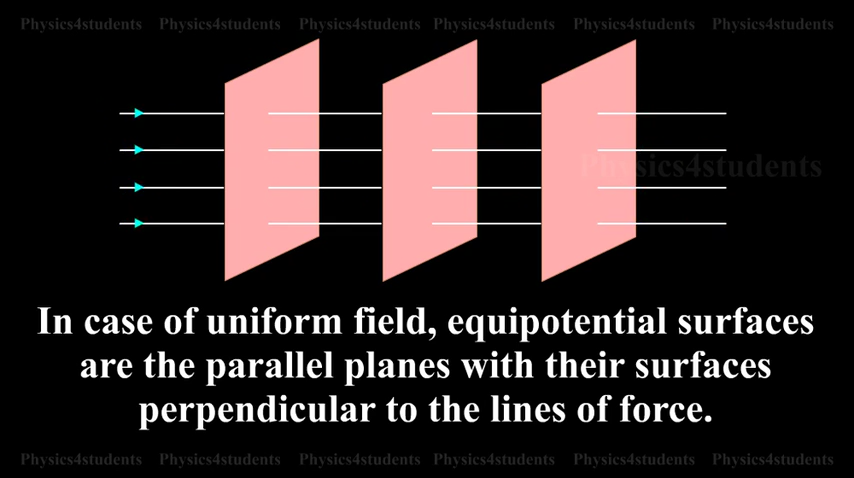 Physics4students Physics4students Physics4students Physics4students Physics4students Physics4students
Physics4students
In case of uniform field, equipotential surfaces
are the parallel planes with their surfaces
perpendicular to the lines of force.
Physics4students Physics4students Physics4students Physics4students Physics4students Physics4students